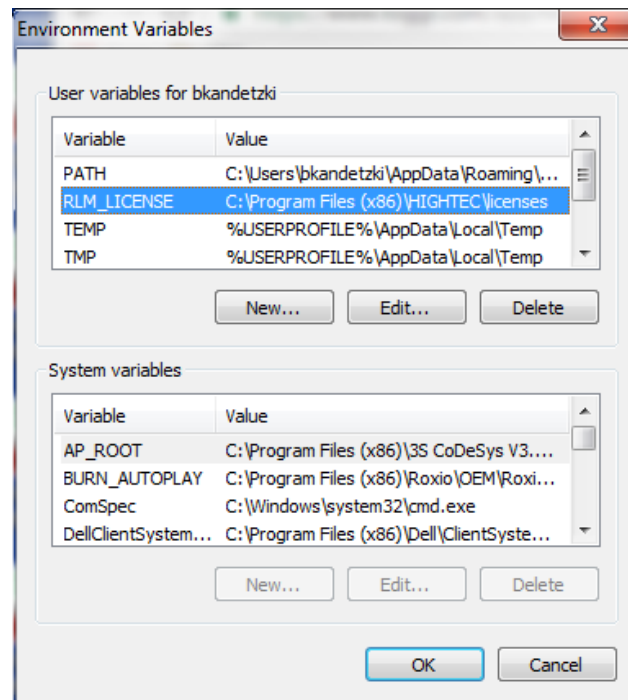 Environment Variables
User variables for bkandetzki
Variable Value
PATH C:\Users\bkandetzki\AppData\Roaming\...
RLM_LICENSE C:\Program Files (x86)\HIGHTEC\licenses
TEMP %USERPROFILE%\AppData\Local\Temp
TMP %USERPROFILE%\AppData\Local\Temp
New... Edit... Delete
System variables
Variable Value
AP_ROOT C:\Program Files (x86)\3S CoDeSys V3....
BURN_AUTOPLAY C:\Program Files (x86)\Roxio\OEM\Roxi...
ComSpec C:\Windows\system32\cmd.exe
DellClientSystem... C:\Program Files (x86)\Dell\ClientSyste...
New... Edit... Delete
OK Cancel